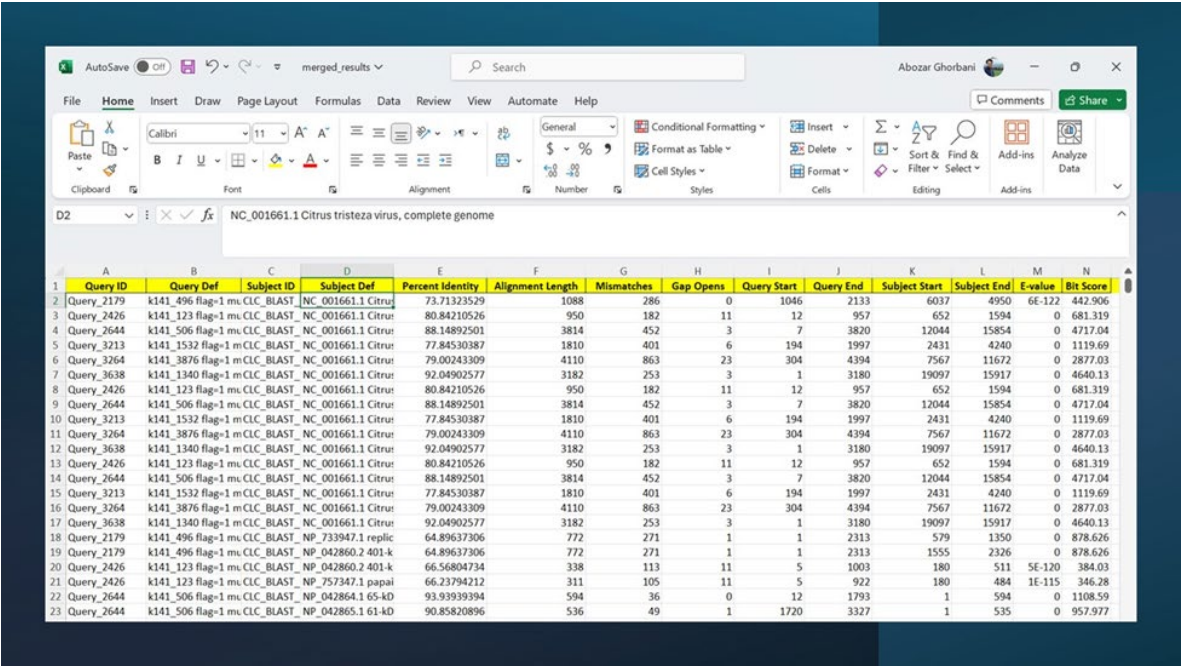 AutoSave Off merged_results Search Abozar Ghorbani
File Home Insert Draw Page Layout Formulas Data Review View Automate Help Comments Share
Paste Calibri 11 A A General Conditional Formatting Insert Sort & Filter Find & Select Add-ins Analyze Data
B I U A $ % 9 Format as Table Delete
Cell Styles Format
Clipboard Font Alignment Number Styles Cells Editing Add-ins
D2 fx NC_001661.1 Citrus tristeza virus, complete genome
A B C D E F G H I J K L M N
1 Query ID Query Def Subject ID Subject Def Percent Identity Alignment Length Mismatches Gap Opens Query Start Query End Subject Start Subject End E-value Bit Score
2 Query_2179 k141_496 flag=1 mu CLC_BLAST_ NC_001661.1 Citrus 73.71323529 1088 286 0 1046 2133 6037 4950 6E-122 442.906
3 Query_2426 k141_123 flag=1 mu CLC_BLAST_ NC_001661.1 Citrus 80.84210526 950 182 11 12 957 652 1594 0 681.319
4 Query_2644 k141_506 flag=1 mu CLC_BLAST_ NC_001661.1 Citrus 88.14892501 3814 452 3 7 3820 12044 15854 0 4717.04
5 Query_3213 k141_1532 flag=1 m CLC_BLAST_ NC_001661.1 Citrus 77.84530387 1810 401 6 194 1997 2431 4240 0 1119.69
6 Query_3264 k141_3876 flag=1 m CLC_BLAST_ NC_001661.1 Citrus 79.00243309 4110 863 23 304 4394 7567 11672 0 2877.03
7 Query_3638 k141_1340 flag=1 m CLC_BLAST_ NC_001661.1 Citrus 92.04902577 3182 253 3 1 3180 19097 15917 0 4640.13
8 Query_2426 k141_123 flag=1 mu CLC_BLAST_ NC_001661.1 Citrus 80.84210526 950 182 11 12 957 652 1594 0 681.319
9 Query_2644 k141_506 flag=1 mu CLC_BLAST_ NC_001661.1 Citrus 88.14892501 3814 452 3 7 3820 12044 15854 0 4717.04
10 Query_3213 k141_1532 flag=1 m CLC_BLAST_ NC_001661.1 Citrus 77.84530387 1810 401 6 194 1997 2431 4240 0 1119.69
11 Query_3264 k141_3876 flag=1 m CLC_BLAST_ NC_001661.1 Citrus 79.00243309 4110 863 23 304 4394 7567 11672 0 2877.03
12 Query_3638 k141_1340 flag=1 m CLC_BLAST_ NC_001661.1 Citrus 92.04902577 3182 253 3 1 3180 19097 15917 0 4640.13
13 Query_2426 k141_123 flag=1 mu CLC_BLAST_ NC_001661.1 Citrus 80.84210526 950 182 11 12 957 652 1594 0 681.319
14 Query_2644 k141_506 flag=1 mu CLC_BLAST_ NC_001661.1 Citrus 88.14892501 3814 452 3 7 3820 12044 15854 0 4717.04
15 Query_3213 k141_1532 flag=1 m CLC_BLAST_ NC_001661.1 Citrus 77.84530387 1810 401 6 194 1997 2431 4240 0 1119.69
16 Query_3264 k141_3876 flag=1 m CLC_BLAST_ NC_001661.1 Citrus 79.00243309 4110 863 23 304 4394 7567 11672 0 2877.03
17 Query_3638 k141_1340 flag=1 m CLC_BLAST_ NC_001661.1 Citrus 92.04902577 3182 253 3 1 3180 19097 15917 0 4640.13
18 Query_2179 k141_496 flag=1 mu CLC_BLAST_ NP_733947.1 replic 64.89637306 772 271 1 1 2313 579 1350 0 878.626
19 Query_2179 k141_496 flag=1 mu CLC_BLAST_ NP_042860.2 401-k 64.89637306 772 271 1 1 2313 1555 2326 0 878.626
20 Query_2426 k141_123 flag=1 mu CLC_BLAST_ NP_042860.2 401-k 66.56804734 338 113 11 5 1003 180 511 5E-120 384.03
21 Query_2426 k141_123 flag=1 mu CLC_BLAST_ NP_757347.1 papai 66.23794212 311 105 11 5 922 180 484 1E-115 346.28
22 Query_2644 k141_506 flag=1 mu CLC_BLAST_ NP_042864.1 65-kD 93.93939394 594 36 0 12 1793 1 594 0 1108.59
23 Query_2644 k141_506 flag=1 mu CLC_BLAST_ NP_042865.1 61-kD 90.85820896 536 49 1 1720 3327 1 535 0 957.977